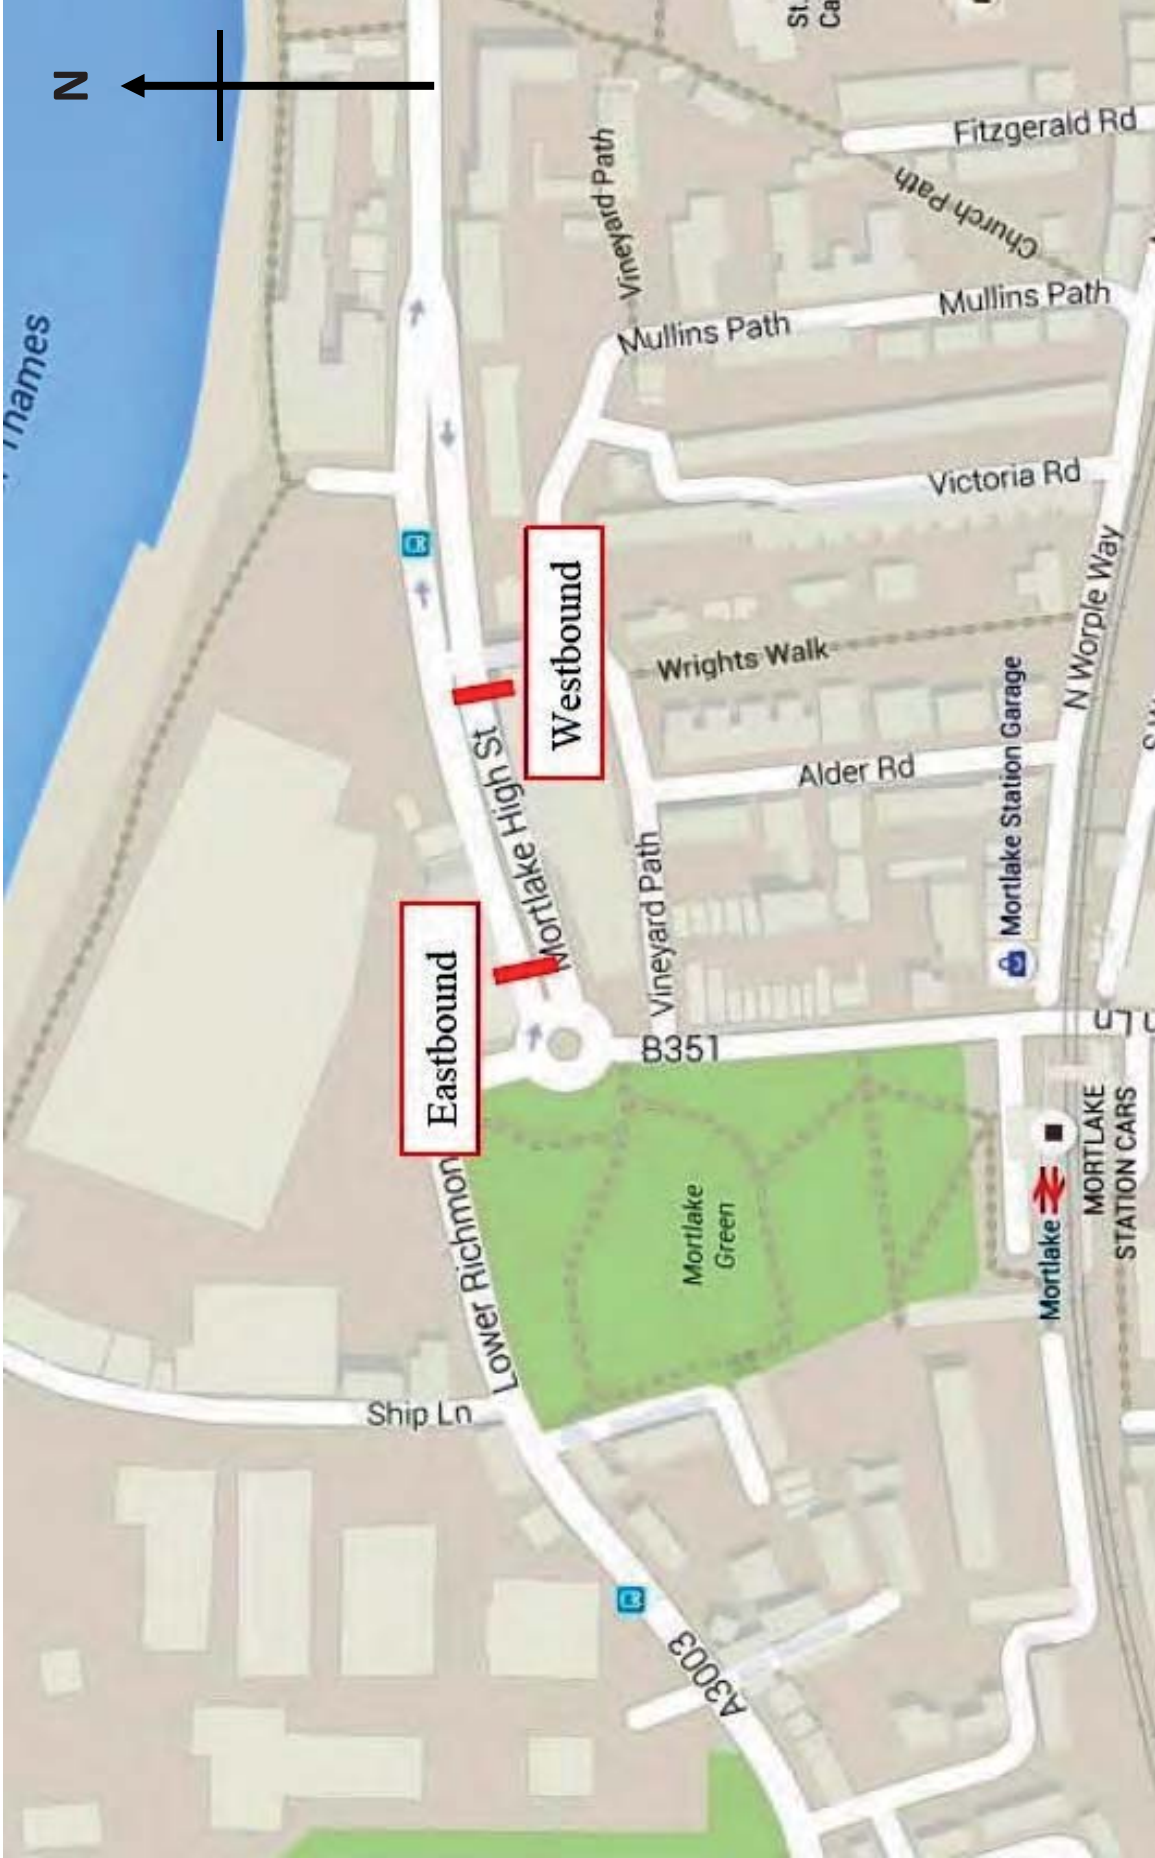 N
Thames
Ship Ln
Eastbound
Lower Richmon
Mortlake High St
Westbound
Vineyard Path
Mullins Path
B351
Vineyard Path
Mortlake
Green
A3003
Wrights Walk
St.
Alder Rd
Church Path
Victoria Rd
Mullins Path
Fitzgerald Rd
Mortlake Station Garage
N Worple Way
Mortlake
MORTLAKE
STATION CARS